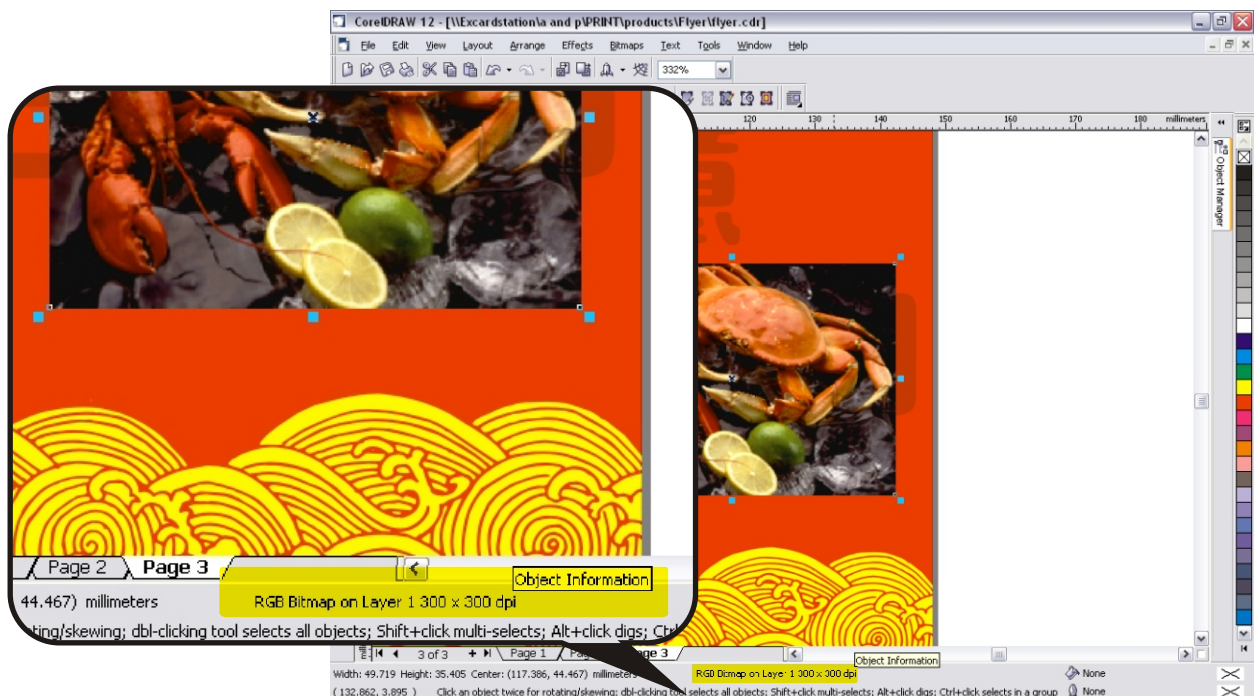 CorelDRAW 12 - [\\Excardstation\a and p\PRINT\products\Flyer\flyer.cdr]
File Edit View Layout Arrange Effects Bitmaps Text Tools Window Help
332%
120 130 140 150 160 170 180 millimeters
Object Manager
Page 2 Page 3
Object Information
44.467) millimeters RGB Bitmap on Layer 1 300 x 300 dpi
ting/skewing; dbl-clicking tool selects all objects; Shift+click multi-selects; Alt+click digs; Ctrl
3 of 3 Page 1
Object Information
Width: 49.719 Height: 35.405 Center: (117.386, 44.467) millimeters RGB Bitmap on Layer 1 300 x 300 dpi None
(132.862, 3.895 ) Click an object twice for rotating/skewing; dbl-clicking tool selects all objects; Shift+click multi-selects; Alt+click digs; Ctrl+click selects in a group None